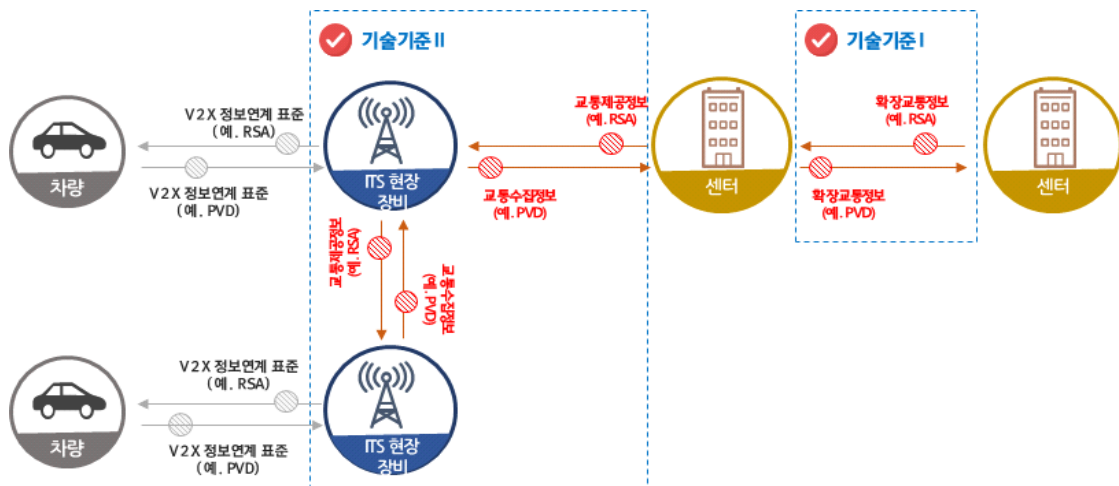 기술기준 II
기술기준 I
V2X 정보연계 표준
(예. RSA)
차량
V2X 정보연계 표준
(예. PVD)
ITS 현장
장비
교통제공정보
(예. RSA)
교통수집정보
(예. PVD)
센터
확장교통정보
(예. RSA)
확장교통정보
(예. PVD)
센터
교통제공정보
(예. RSA)
교통수집정보
(예. PVD)
V2X 정보연계 표준
(예. RSA)
차량
V2X 정보연계 표준
(예. PVD)
ITS 현장
장비